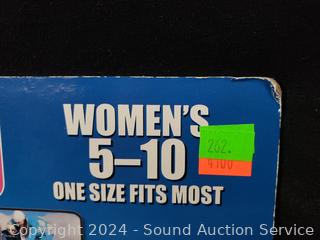 WOMEN'S
5–10
ONE SIZE FITS MOST
262.
4100
Copyright 2024 - Sound Auction Service